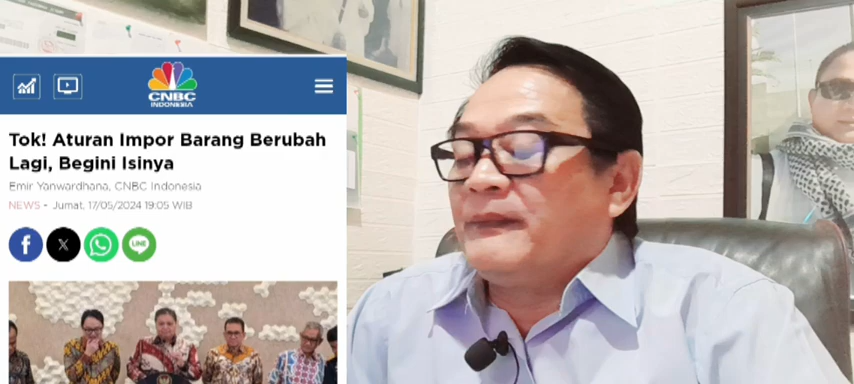 CNBC
INDONESIA
Tok! Aturan Impor Barang Berubah
Lagi, Begini Isinya
Emir Yanwardhana, CNBC Indonesia
NEWS - Jumat, 17/05/2024 19:05 WIB
LINE